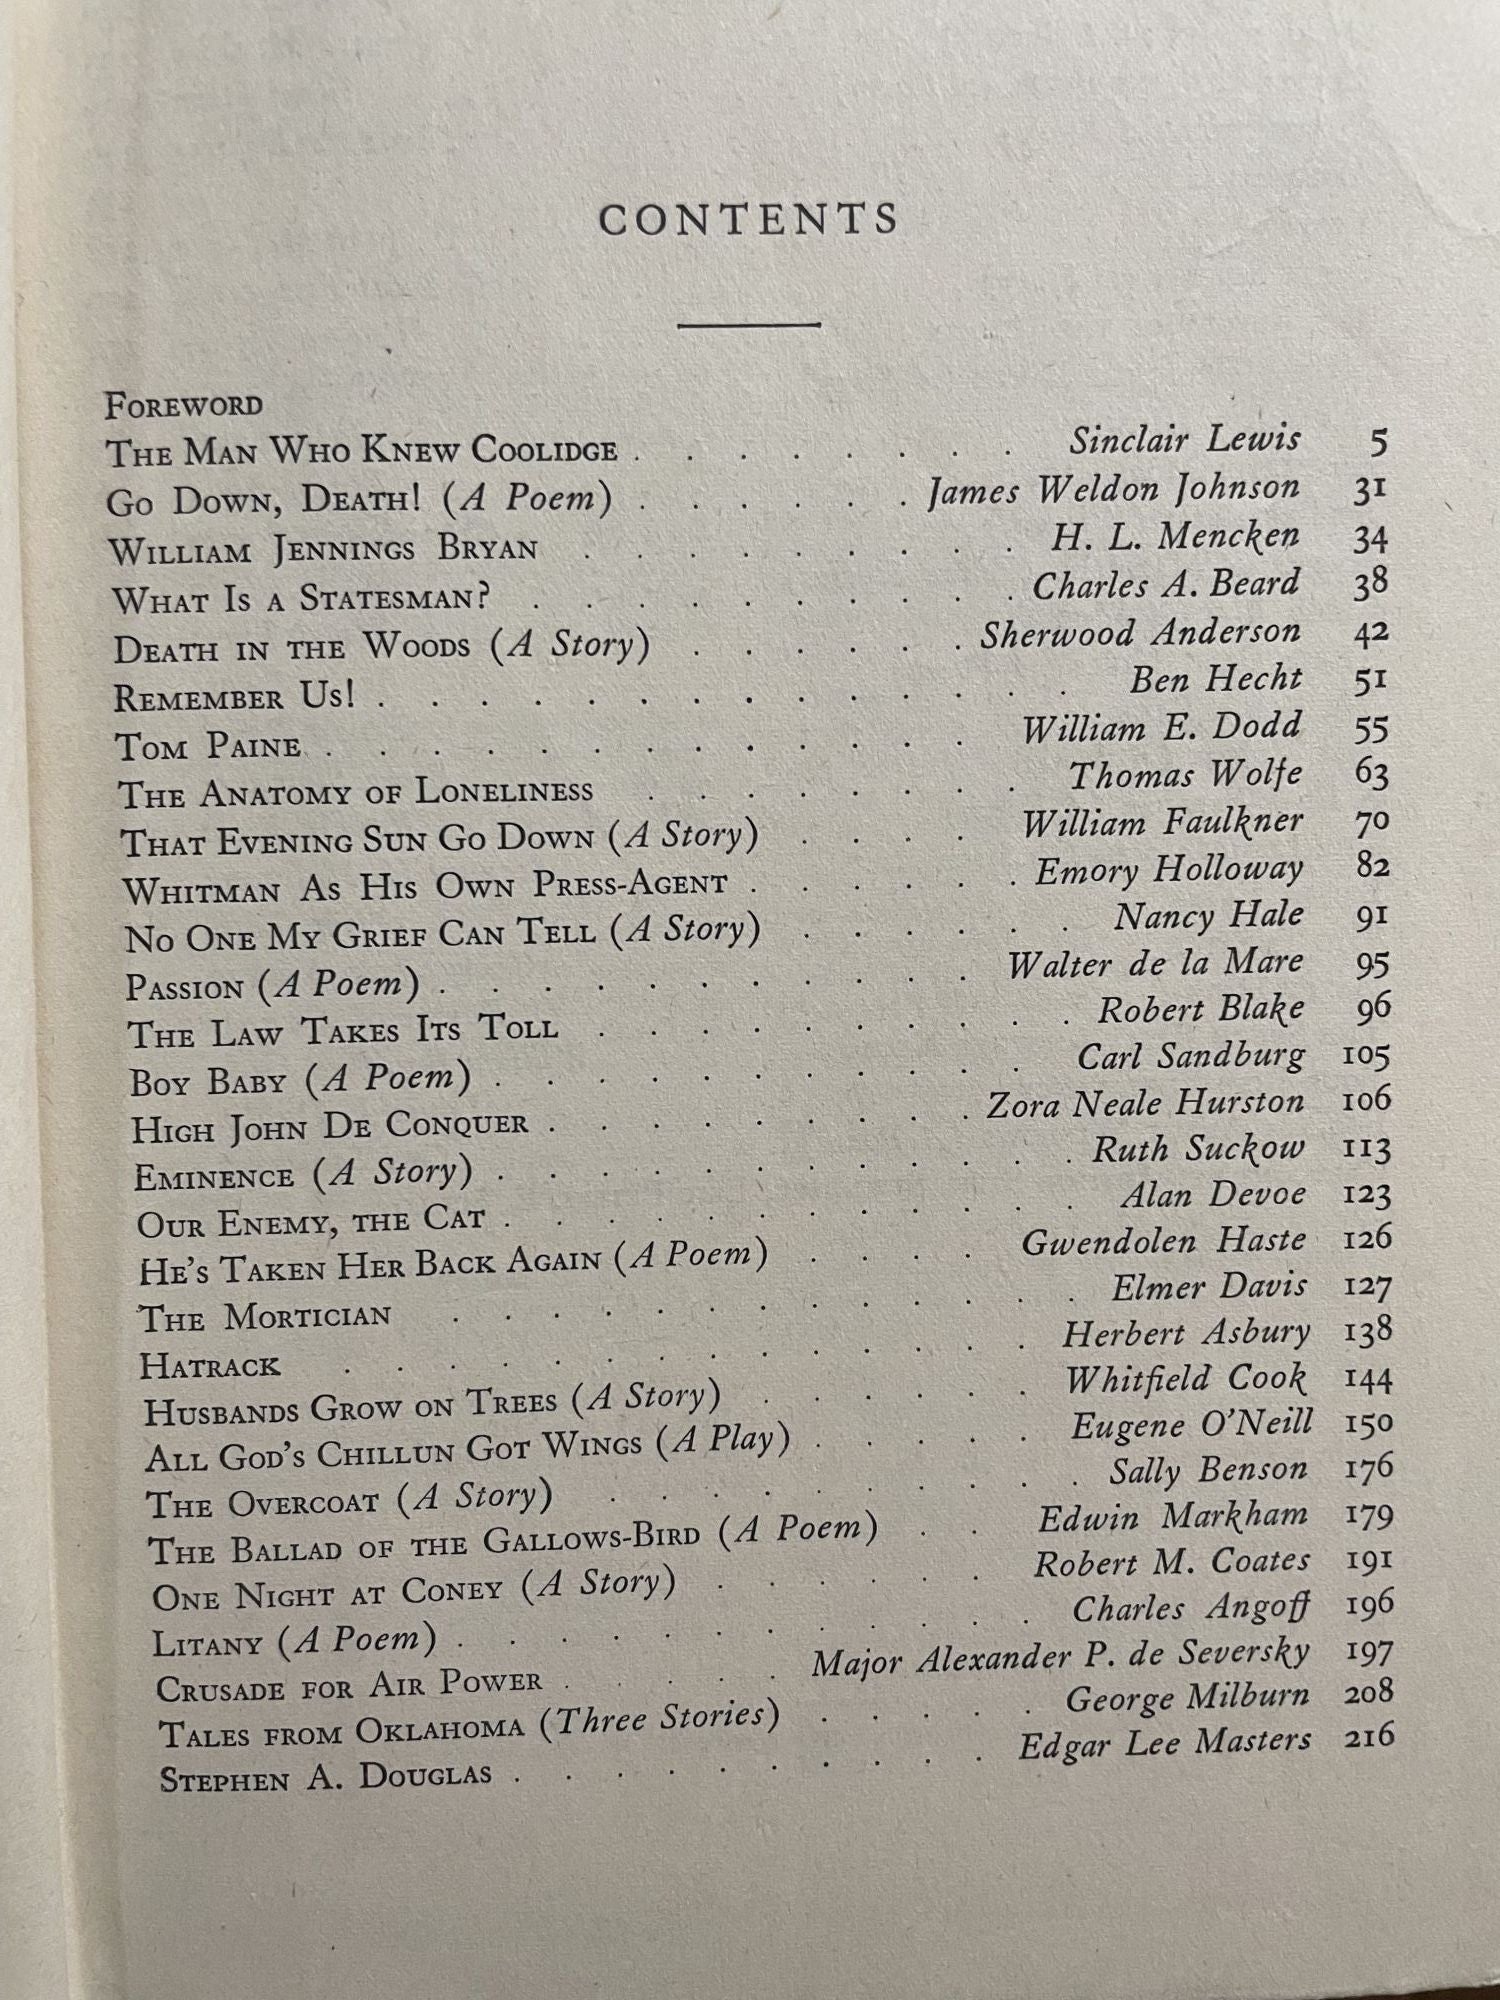 CONTENTS
Foreword
The Man Who Knew Coolidge . . . . . . . . Sinclair Lewis 5
Go Down, Death! (A Poem) . . . . . . James Weldon Johnson 31
William Jennings Bryan . . . . . . . . . H. L. Mencken 34
What Is a Statesman? . . . . . . . . . . Charles A. Beard 38
Death in the Woods (A Story) . . . . . . Sherwood Anderson 42
Remember Us! . . . . . . . . . . . . . . Ben Hecht 51
Tom Paine . . . . . . . . . . . . . William E. Dodd 55
The Anatomy of Loneliness . . . . . . . . Thomas Wolfe 63
That Evening Sun Go Down (A Story) . . . . William Faulkner 70
Whitman As His Own Press-Agent . . . . . . Emory Holloway 82
No One My Grief Can Tell (A Story) . . . . . . Nancy Hale 91
Passion (A Poem) . . . . . . . . . . . Walter de la Mare 95
The Law Takes Its Toll . . . . . . . . . . Robert Blake 96
Boy Baby (A Poem) . . . . . . . . . . . Carl Sandburg 105
High John De Conquer . . . . . . . . . Zora Neale Hurston 106
Eminence (A Story) . . . . . . . . . . . . Ruth Suckow 113
Our Enemy, the Cat . . . . . . . . . . . . Alan Devoe 123
He's Taken Her Back Again (A Poem) . . . . Gwendolen Haste 126
The Mortician . . . . . . . . . . . . . Elmer Davis 127
Hatrack . . . . . . . . . . . . . . Herbert Asbury 138
Husbands Grow on Trees (A Story) . . . . . . Whitfield Cook 144
All God's Chillun Got Wings (A Play) . . . . . Eugene O'Neill 150
The Overcoat (A Story) . . . . . . . . . . Sally Benson 176
The Ballad of the Gallows-Bird (A Poem) . . Edwin Markham 179
One Night at Coney (A Story) . . . . . . Robert M. Coates 191
Litany (A Poem) . . . . . . . . . . . . Charles Angoff 196
Crusade for Air Power . . . . . Major Alexander P. de Seversky 197
Tales from Oklahoma (Three Stories) . . . . . George Milburn 208
Stephen A. Douglas . . . . . . . . . . Edgar Lee Masters 216